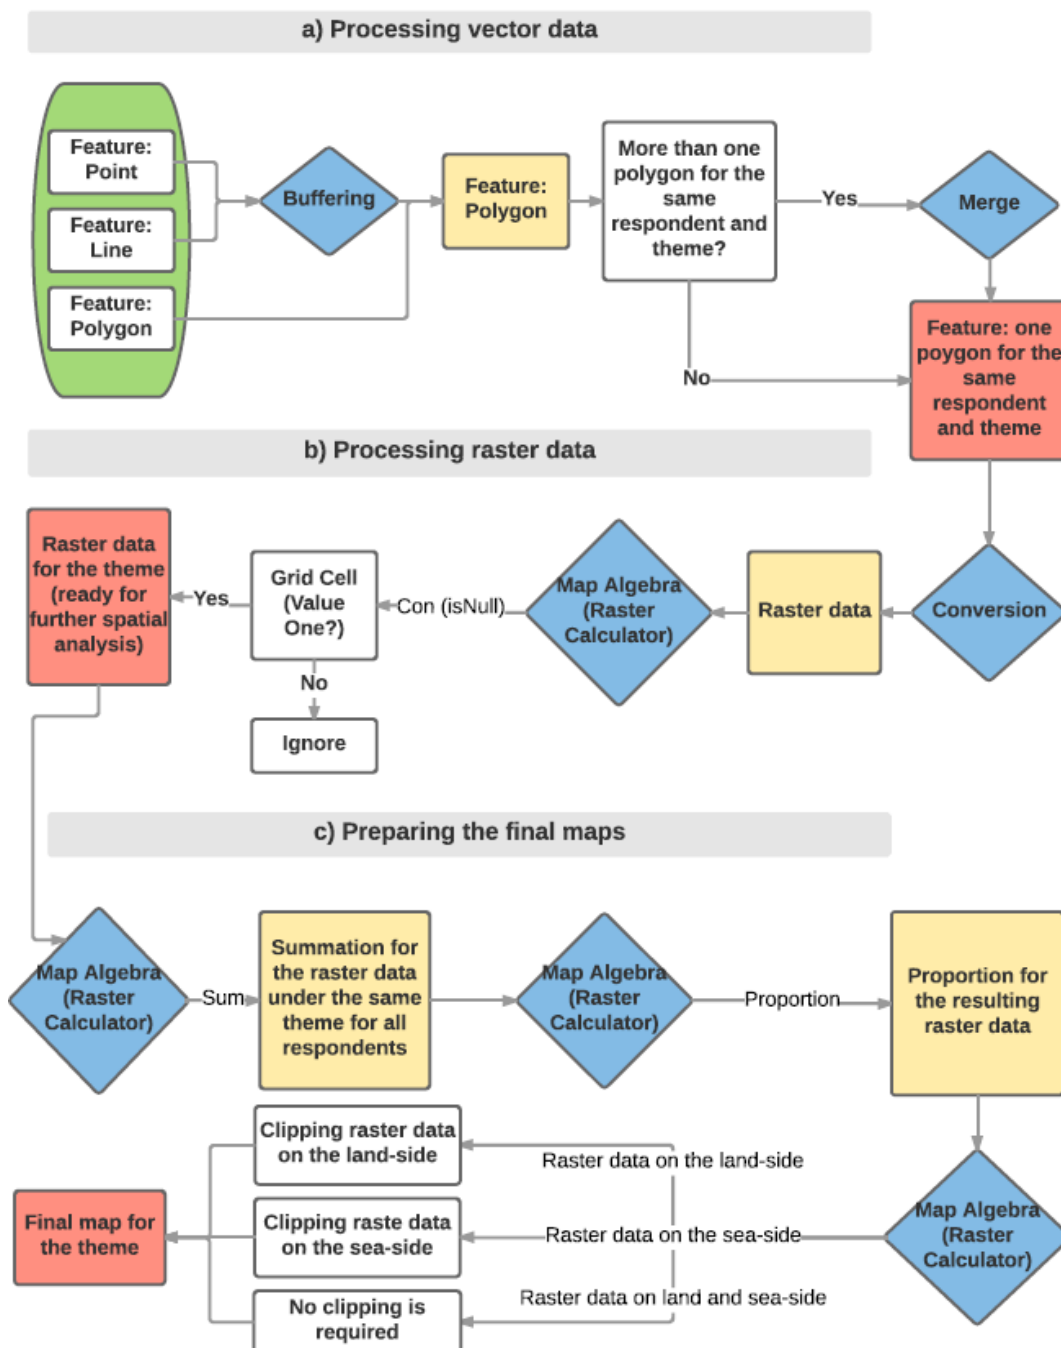 a) Processing vector data
Feature:
Point
Feature:
Line
Feature:
Polygon
Buffering
Feature:
Polygon
More than one
polygon for the
same
respondent and
theme?
Yes
Merge
No
Feature: one
poygon for the
same
respondent
and theme
b) Processing raster data
Raster data
for the theme
(ready for
further spatial
analysis)
Yes
Grid Cell
(Value
One?)
Con (isNull)
Map Algebra
(Raster
Calculator)
Raster data
Conversion
No
Ignore
c) Preparing the final maps
Map Algebra
(Raster
Calculator)
Sum
Summation for
the raster data
under the same
theme for all
respondents
Map Algebra
(Raster
Calculator)
Proportion
Proportion for
the resulting
raster data
Clipping raster data
on the land-side
Raster data on the land-side
Final map for
the theme
Clipping raste data
on the sea-side
Raster data on the sea-side
Map Algebra
(Raster
Calculator)
No clipping is
required
Raster data on land and sea-side